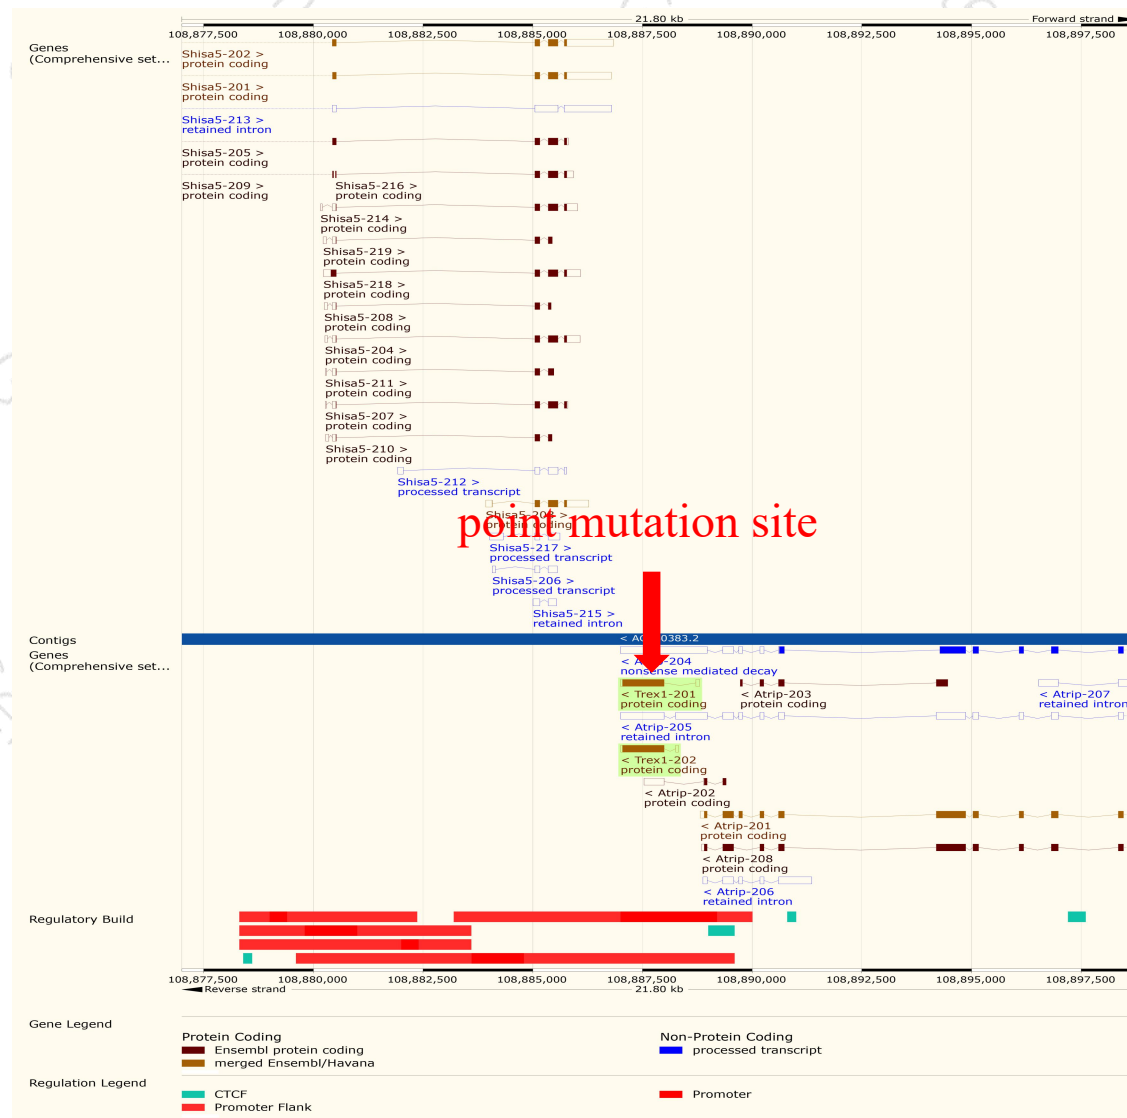 21.80 kb Forward strand
108,877,500 108,880,000 108,882,500 108,885,000 108,887,500 108,890,000 108,892,500 108,895,000 108,897,500
Genes
(Comprehensive set...
Shisa5-202 >
protein coding
Shisa5-201 >
protein coding
Shisa5-213 >
retained intron
Shisa5-205 >
protein coding
Shisa5-209 > Shisa5-216 >
protein coding protein coding
Shisa5-214 >
protein coding
Shisa5-219 >
protein coding
Shisa5-218 >
protein coding
Shisa5-208 >
protein coding
Shisa5-204 >
protein coding
Shisa5-211 >
protein coding
Shisa5-207 >
protein coding
Shisa5-210 >
protein coding
Shisa5-212 >
processed transcript
protein coding
point mutation site
Shisa5-217 >
processed transcript
Shisa5-206 >
processed transcript
Shisa5-215 >
retained intron
Contigs
Genes
(Comprehensive set...
nonsense mediated decay
< Trex1-201 < Atrip-203 < Atrip-207
protein coding protein coding retained intron
< Atrip-205
retained intron
< Trex1-202
protein coding
< Atrip-202
protein coding
< Atrip-201
protein coding
< Atrip-208
protein coding
< Atrip-206
retained intron
Regulatory Build
108,877,500 108,880,000 108,882,500 108,885,000 108,887,500 108,890,000 108,892,500 108,895,000 108,897,500
Reverse strand 21.80 kb
Gene Legend
Protein Coding Non-Protein Coding
Ensembl protein coding processed transcript
merged Ensembl/Havana
Regulation Legend
CTCF Promoter
Promoter Flank